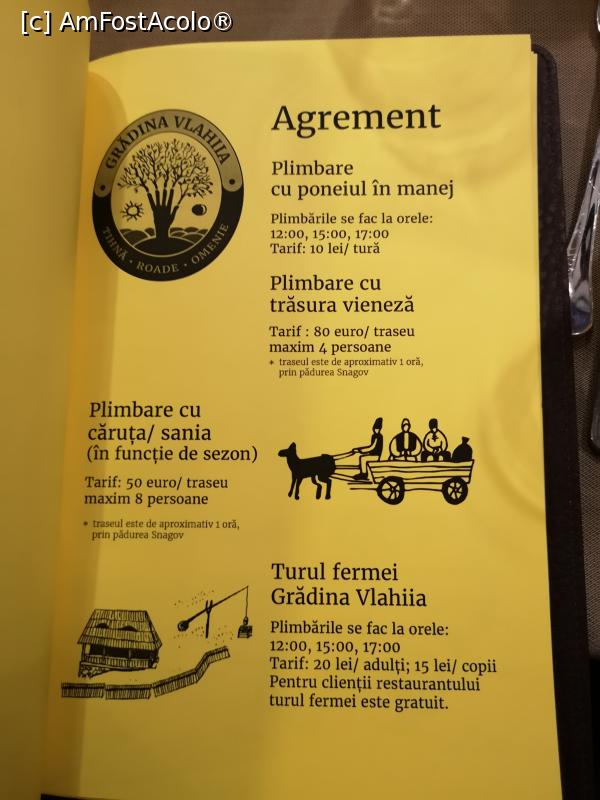 [c] AmFostAcolo®
GRĂDINA VLAHIIA
TIHNĂ • ROADE • OMENIE
Agrement
Plimbare
cu poneiul în manej
Plimbările se fac la orele:
12:00, 15:00, 17:00
Tarif: 10 lei/ tură
Plimbare cu
trăsura vieneză
Tarif : 80 euro/ traseu
maxim 4 persoane
* traseul este de aproximativ 1 oră,
prin pădurea Snagov
Plimbare cu
căruța/ sania
(în funcție de sezon)
Tarif: 50 euro/ traseu
maxim 8 persoane
* traseul este de aproximativ 1 oră,
prin pădurea Snagov
Turul fermei
Grădina Vlahiia
Plimbările se fac la orele:
12:00, 15:00, 17:00
Tarif: 20 lei/ adulți; 15 lei/ copii
Pentru clienții restaurantului
turul fermei este gratuit.